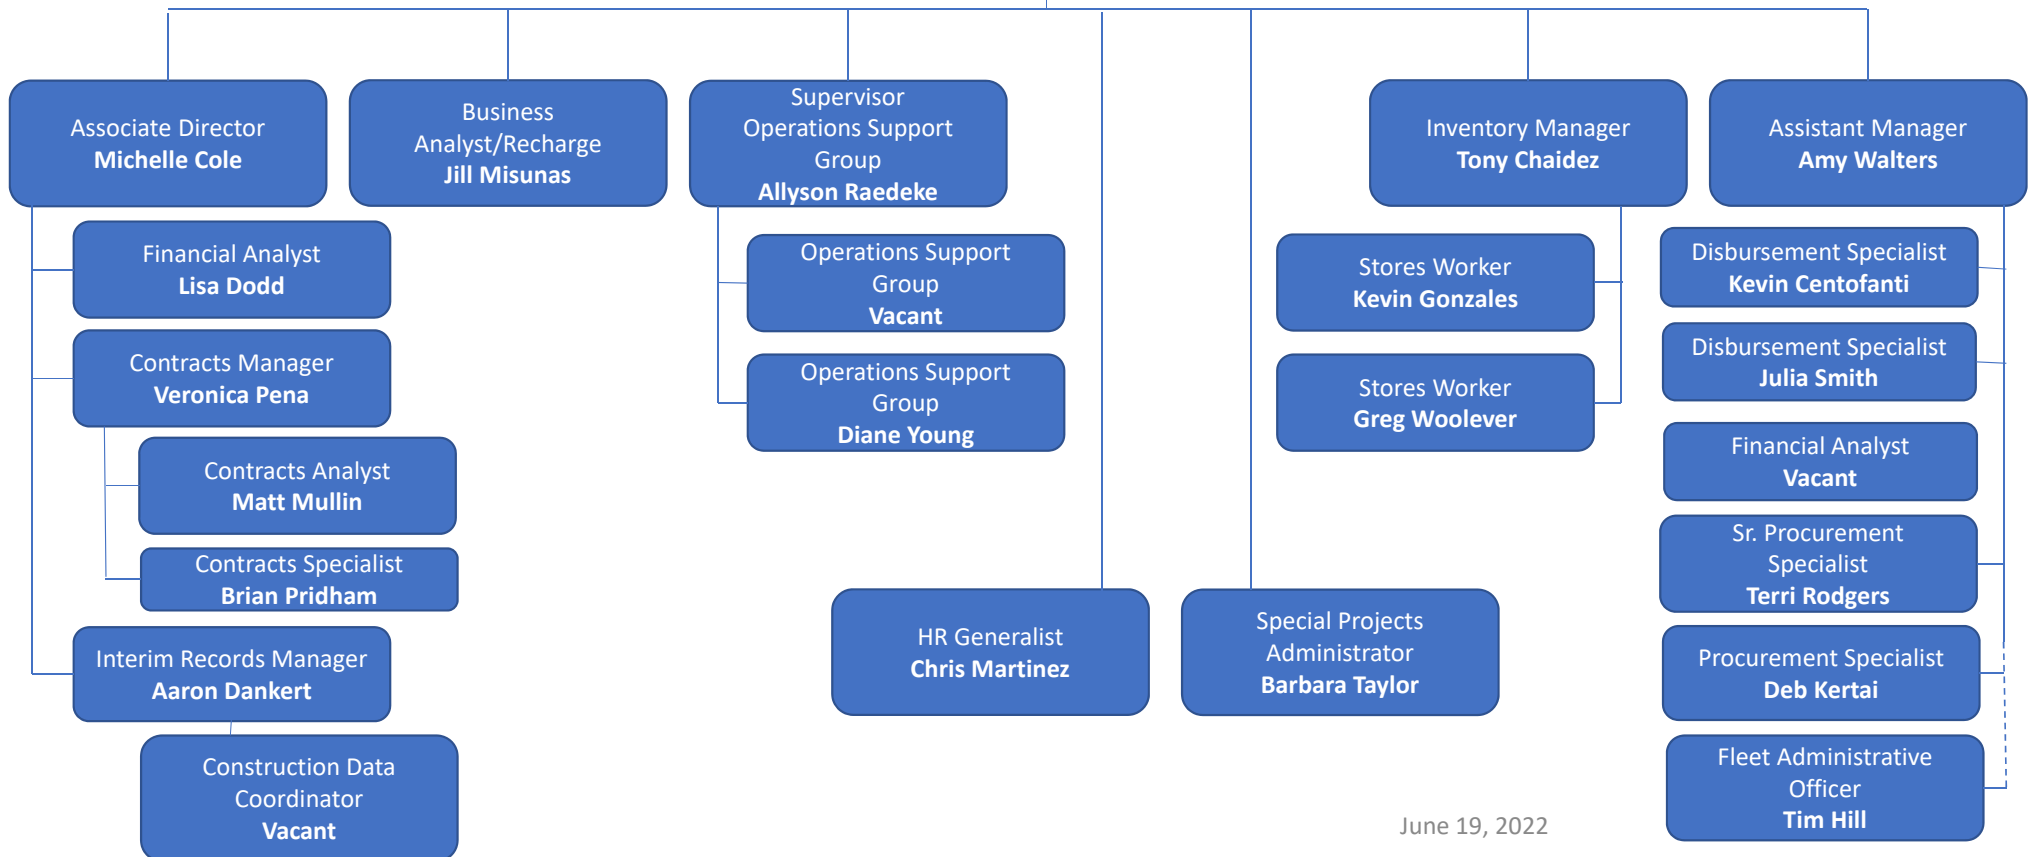 Associate Director
Michelle Cole
Business
Analyst/Recharge
Jill Misunas
Supervisor
Operations Support
Group
Allyson Raedeke
Inventory Manager
Tony Chaidez
Assistant Manager
Amy Walters
Financial Analyst
Lisa Dodd
Contracts Manager
Veronica Pena
Contracts Analyst
Matt Mullin
Contracts Specialist
Brian Pridham
Interim Records Manager
Aaron Dankert
Construction Data
Coordinator
Vacant
Operations Support
Group
Vacant
Operations Support
Group
Diane Young
HR Generalist
Chris Martinez
Special Projects
Administrator
Barbara Taylor
Stores Worker
Kevin Gonzales
Stores Worker
Greg Woolever
Disbursement Specialist
Kevin Centofanti
Disbursement Specialist
Julia Smith
Financial Analyst
Vacant
Sr. Procurement
Specialist
Terri Rodgers
Procurement Specialist
Deb Kertai
Fleet Administrative
Officer
Tim Hill
June 19, 2022